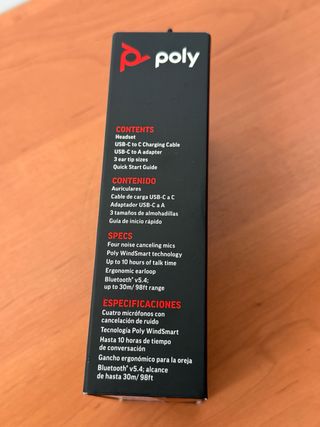 poly
CONTENTS
Headset
USB-C to C Charging Cable
USB-C to A adapter
3 ear tip sizes
Quick Start Guide
CONTENIDO
Auriculares
Cable de carga USB-C a C
Adaptador USB-C a A
3 tamaños de almohadillas
Guía de inicio rápido
SPECS
Four noise canceling mics
Poly WindSmart technology
Up to 10 hours of talk time
Ergonomic earloop
Bluetooth® v5.4;
up to 30m/ 98ft range
ESPECIFICACIONES
Cuatro micrófonos con
cancelación de ruido
Tecnología Poly WindSmart
Hasta 10 horas de tiempo
de conversación
Gancho ergonómico para la oreja
Bluetooth® v5.4; alcance
de hasta 30m/ 98ft